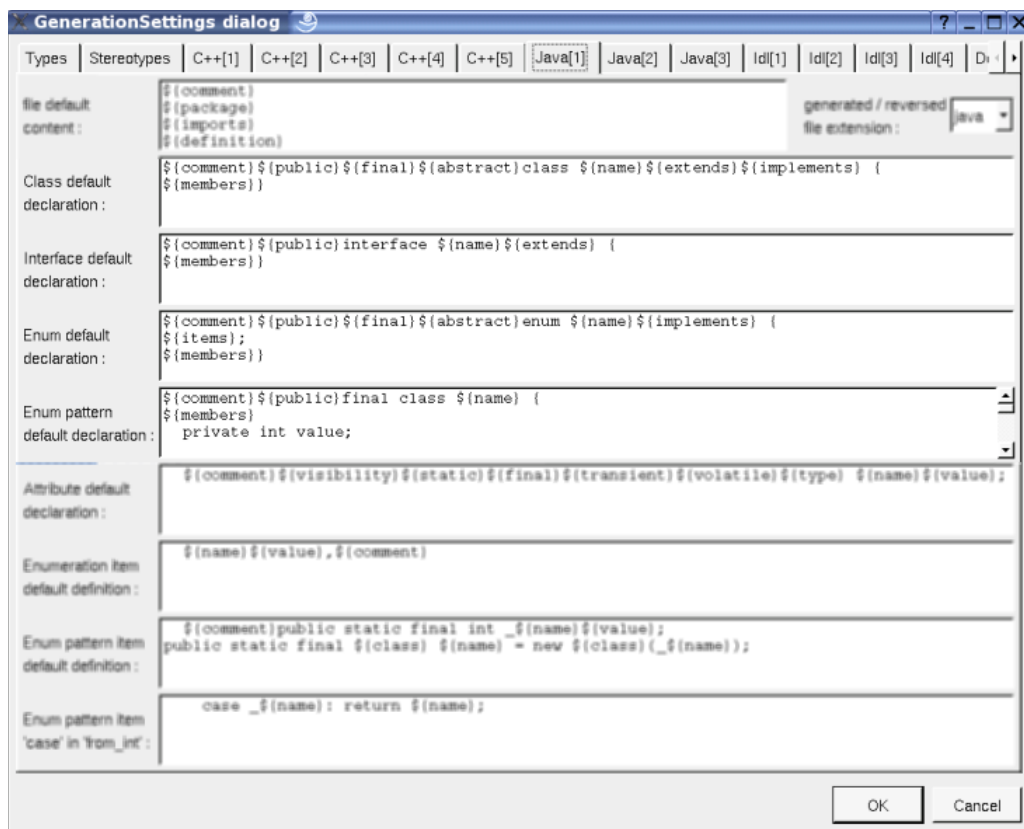 GenerationSettings dialog
Types Stereotypes C++[1] C++[2] C++[3] C++[4] C++[5] Java[1] Java[2] Java[3] Idl[1] Idl[2] Idl[3] Idl[4]
file default
content :
${comment}
${package}
${imports}
${definition}
generated / reversed
file extension :
java
Class default
declaration :
${comment}${public}${final}${abstract}class ${name}${extends}${implements} {
${members}}
Interface default
declaration :
${comment}${public}interface ${name}${extends} {
${members}}
Enum default
declaration :
${comment}${public}${final}${abstract}enum ${name}${implements} {
${items};
${members}}
Enum pattern
default declaration :
${comment}${public}final class ${name} {
${members}
private int value;
Attribute default
declaration :
${comment}${visibility}${static}${final}${transient}${volatile}${type} ${name}${value};
Enumeration item
default definition :
${name}${value},${comment}
Enum pattern item
default definition :
${comment}public static final int _${name}${value};
public static final ${class} ${name} = new ${class}(_${name});
Enum pattern item
'case' in 'from_int' :
case _${name}: return ${name};
OK Cancel